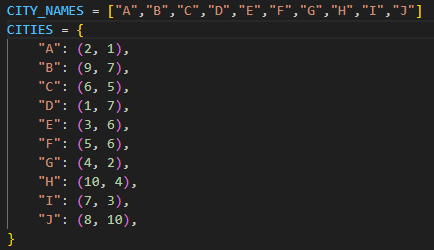 CITY_NAMES = ["A","B","C","D","E","F","G","H","I","J"]
CITIES = {
    "A": (2, 1),
    "B": (9, 7),
    "C": (6, 5),
    "D": (1, 7),
    "E": (3, 6),
    "F": (5, 6),
    "G": (4, 2),
    "H": (10, 4),
    "I": (7, 3),
    "J": (8, 10),
}